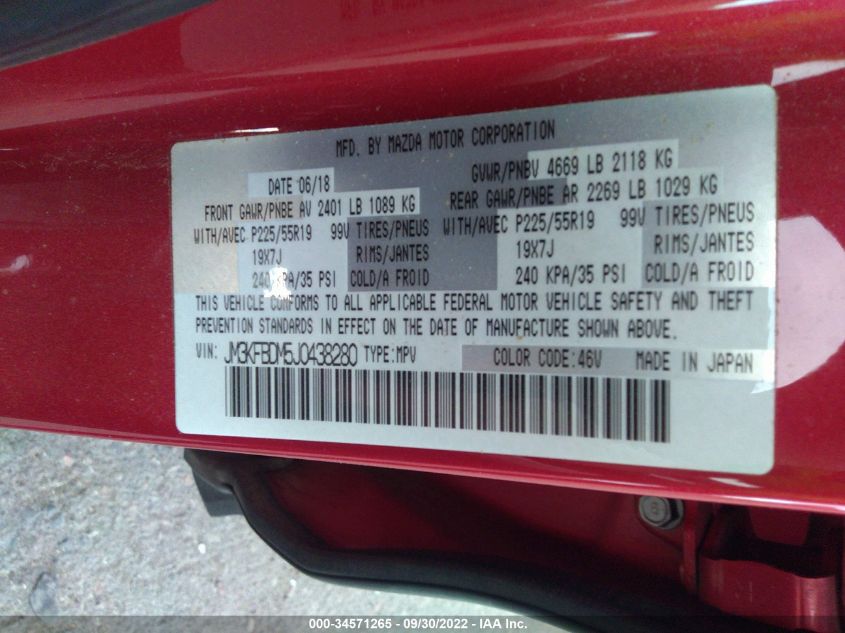 MFD. BY MAZDA MOTOR CORPORATION
DATE 06/18
GVWR/PNBV 4669 LB 2118 KG
FRONT GAWR/PNBE AV 2401 LB 1089 KG
REAR GAWR/PNBE AR 2269 LB 1029 KG
WITH/AVEC P225/55R19 99V TIRES/PNEUS
WITH/AVEC P225/55R19 99V TIRES/PNEUS
19X7J RIMS/JANTES
19X7J RIMS/JANTES
240 KPA/35 PSI COLD/A FROID
240 KPA/35 PSI COLD/A FROID
THIS VEHICLE CONFORMS TO ALL APPLICABLE FEDERAL MOTOR VEHICLE SAFETY AND THEFT
PREVENTION STANDARDS IN EFFECT ON THE DATE OF MANUFACTURE SHOWN ABOVE.
VIN: JM3KFBDM5J0438280 TYPE:MPV COLOR CODE:46V MADE IN JAPAN
000-34571265 - 09/30/2022 - IAA Inc.